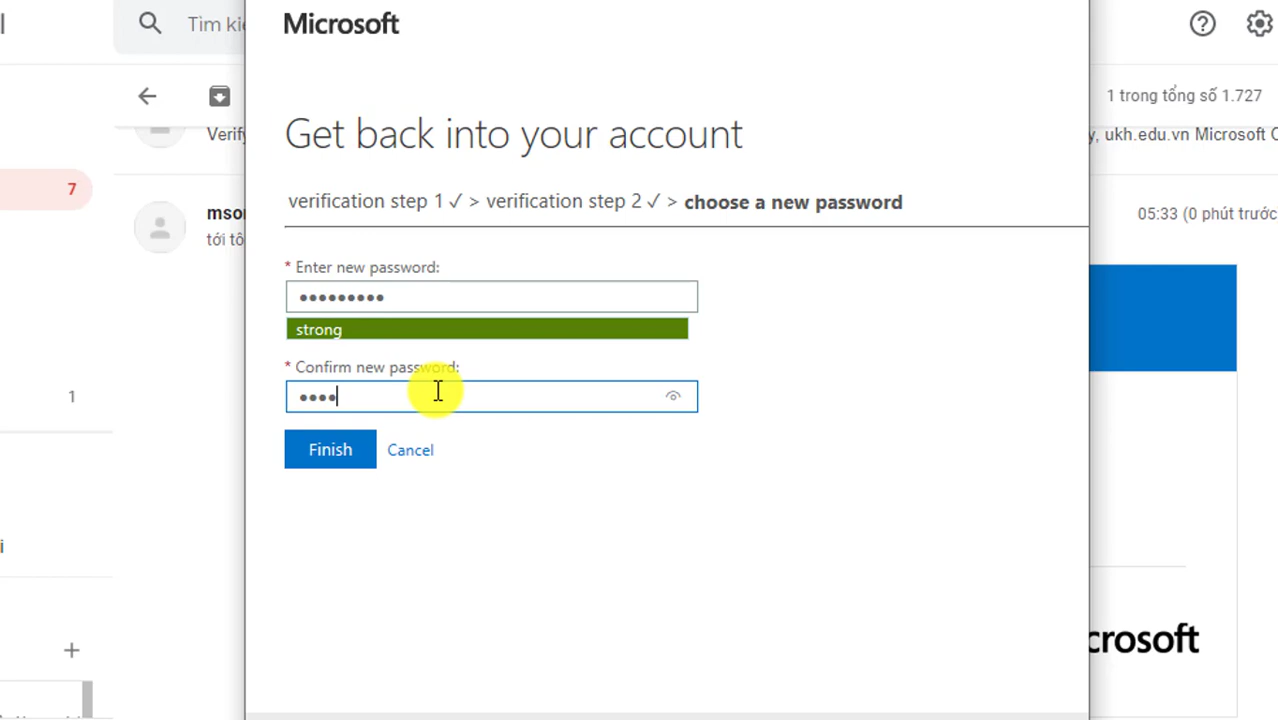 Microsoft
Tìm kiế
1 trong tổng số 1.727
Verify
y, ukh.edu.vn Microsoft O
Get back into your account
7
verification step 1 ✓ > verification step 2 ✓ > choose a new password
mson
tới tô
05:33 (0 phút trước
* Enter new password:
•••••••••
strong
* Confirm new password:
••••
1
Finish
Cancel
i
+
crosoft